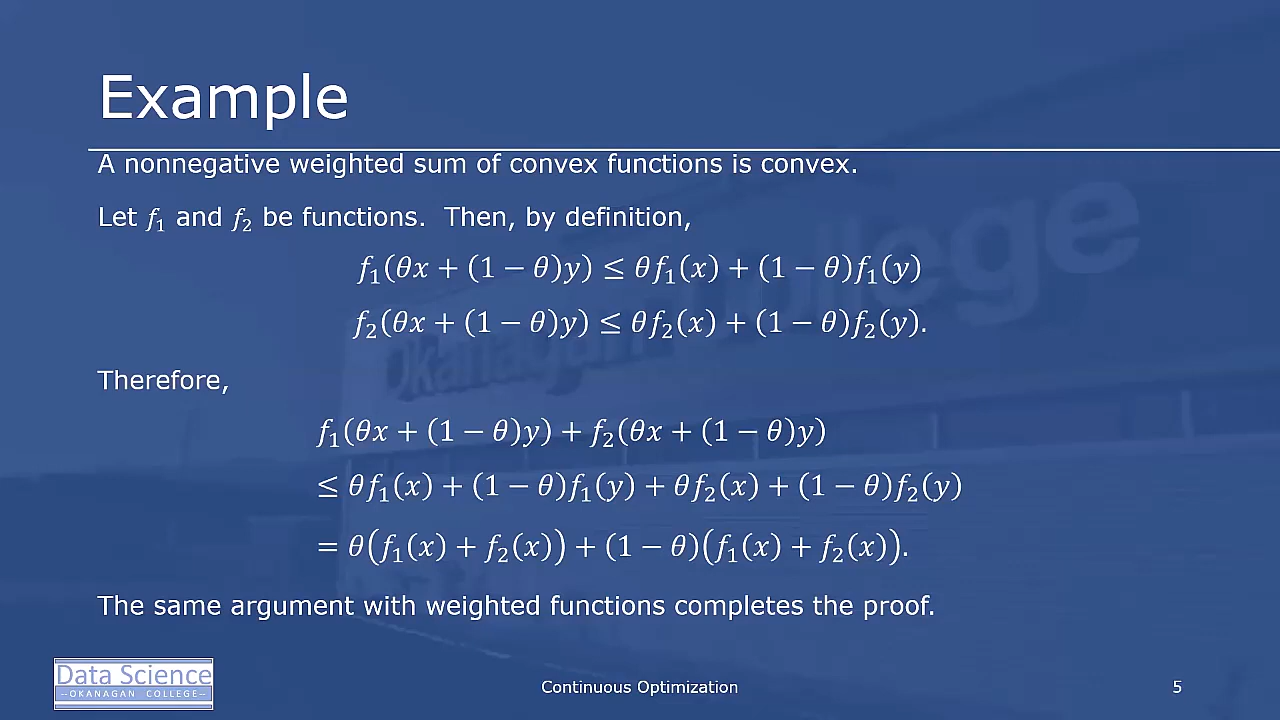 Example
A nonnegative weighted sum of convex functions is convex.
Let f₁ and f₂ be functions. Then, by definition,
f₁(θx + (1 − θ)y) ≤ θf₁(x) + (1 − θ)f₁(y)
f₂(θx + (1 − θ)y) ≤ θf₂(x) + (1 − θ)f₂(y).
Therefore,
f₁(θx + (1 − θ)y) + f₂(θx + (1 − θ)y)
≤ θf₁(x) + (1 − θ)f₁(y) + θf₂(x) + (1 − θ)f₂(y)
= θ(f₁(x) + f₂(x)) + (1 − θ)(f₁(x) + f₂(x)).
The same argument with weighted functions completes the proof.
Okanagan College
Data Science
–OKANAGAN COLLEGE–
Continuous Optimization
5